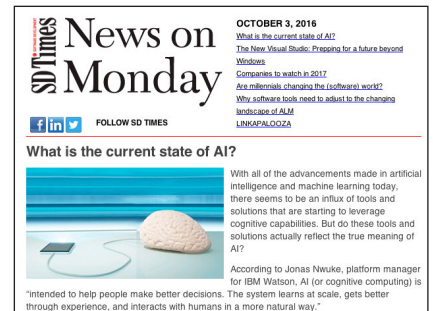 SD Times
News on
Monday
FOLLOW SD TIMES
OCTOBER 3, 2016
What is the current state of AI?
The New Visual Studio: Prepping for a future beyond
Windows
Companies to watch in 2017
Are millennials changing the (software) world?
Why software tools need to adjust to the changing
landscape of ALM
LINKAPALOOZA
What is the current state of AI?
With all of the advancements made in artificial
intelligence and machine learning today,
there seems to be an influx of tools and
solutions that are starting to leverage
cognitive capabilities. But do these tools and
solutions actually reflect the true meaning of
AI?
According to Jonas Nwuke, platform manager
for IBM Watson, AI (or cognitive computing) is
"intended to help people make better decisions. The system learns at scale, gets better
through experience, and interacts with humans in a more natural way."